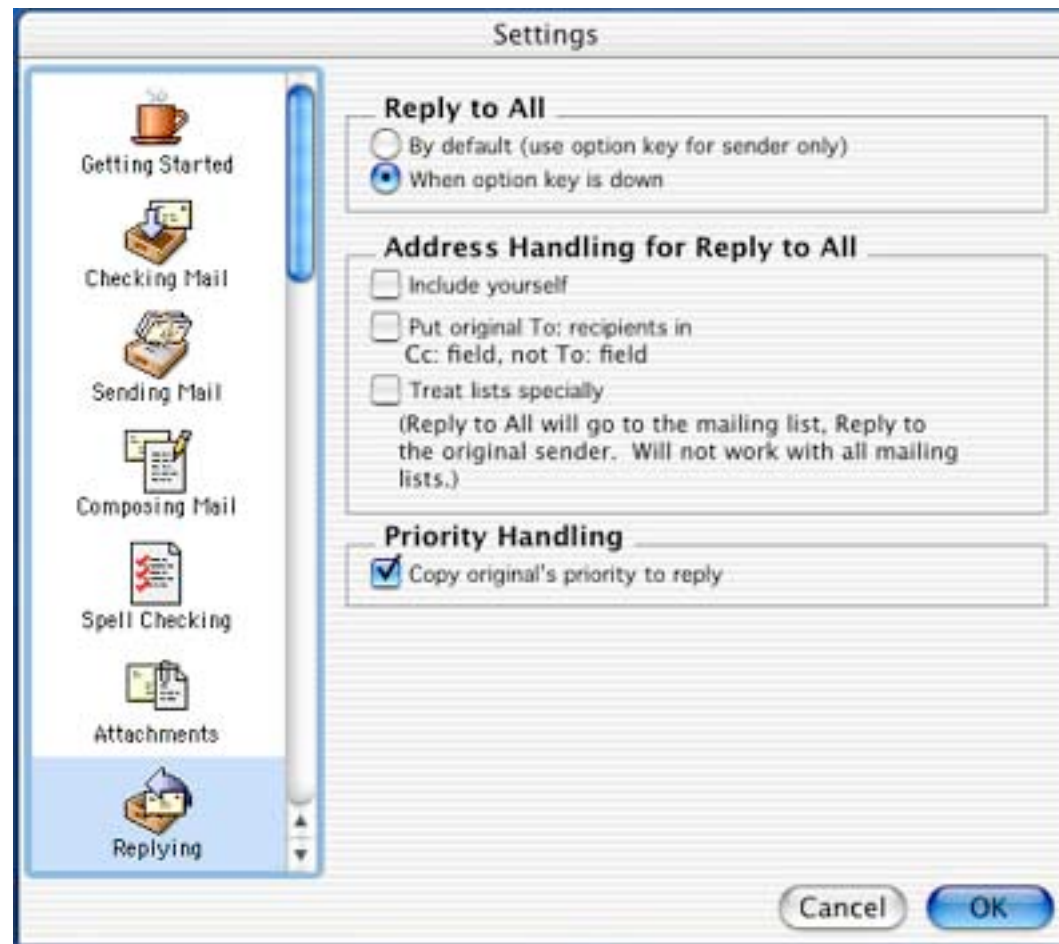 Settings
Getting Started
Checking Mail
Sending Mail
Composing Mail
Spell Checking
Attachments
Replying
Reply to All
By default (use option key for sender only)
When option key is down
Address Handling for Reply to All
Include yourself
Put original To: recipients in
Cc: field, not To: field
Treat lists specially
(Reply to All will go to the mailing list, Reply to
the original sender. Will not work with all mailing
lists.)
Priority Handling
Copy original's priority to reply
Cancel
OK